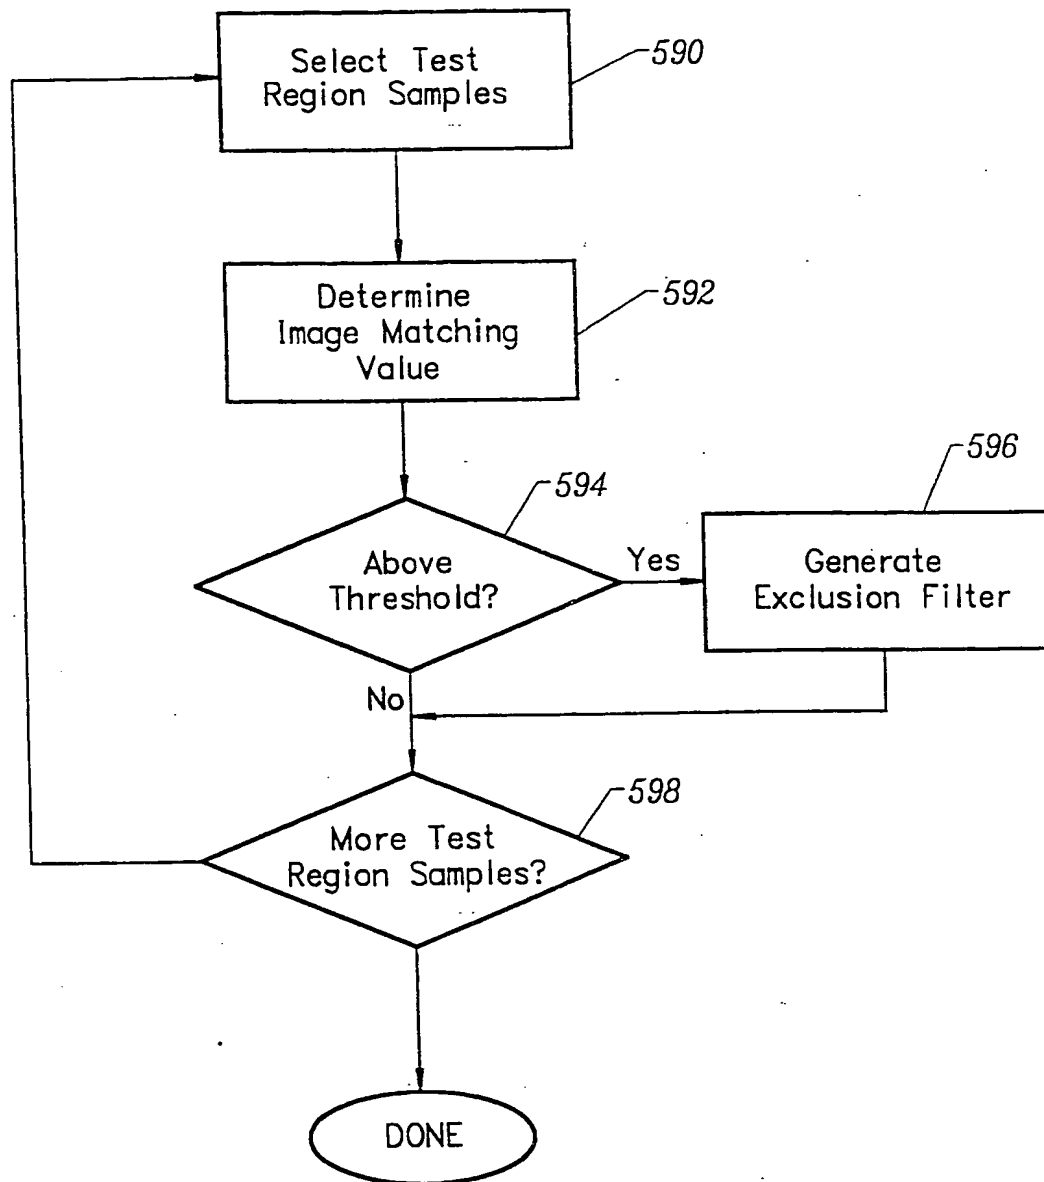 Select Test
Region Samples
590
Determine
Image Matching
Value
592
Above
Threshold?
594
Yes
Generate
Exclusion Filter
596
No
More Test
Region Samples?
598
DONE